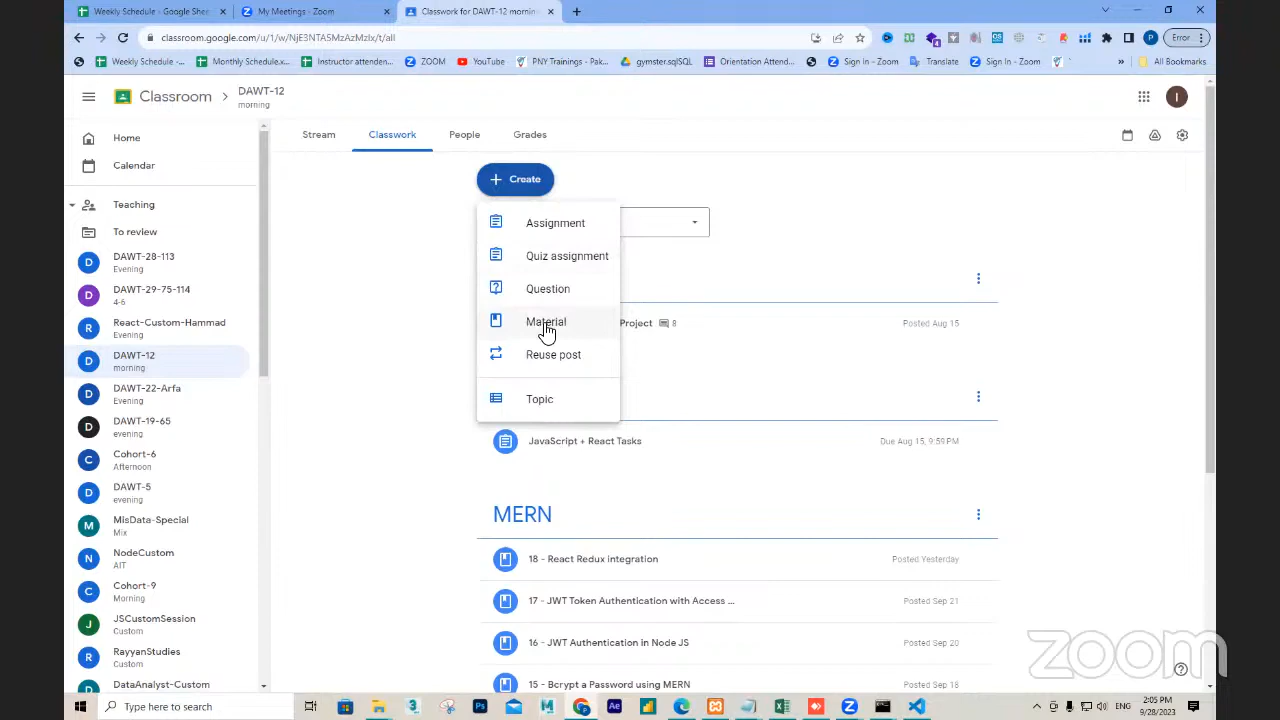 Weekly Schedule - Google Shee
My Meetings - Zoom
Classwork for DAWT-12 mornin
classroom.google.com/u/1/w/NjE3NTA5MzAzMzIx/t/all
Error
Weekly Schedule -...
Monthly Schedule.x...
Instructor attenden...
ZOOM
YouTube
PNY Trainings - Pak...
gymster.sqlSQL
Orientation Attend...
Sign In - Zoom
Translate
Sign In - Zoom
All Bookmarks
Classroom
DAWT-12
morning
Stream
Classwork
People
Grades
Home
Calendar
Teaching
To review
DAWT-28-113
Evening
DAWT-29-75-114
4-6
React-Custom-Hammad
Evening
DAWT-12
morning
DAWT-22-Arfa
Evening
DAWT-19-65
evening
Cohort-6
Afternoon
DAWT-5
evening
MisData-Special
Mix
NodeCustom
AIT
Cohort-9
Morning
JSCustomSession
Custom
RayyanStudies
Custom
DataAnalyst-Custom
+ Create
Assignment
Quiz assignment
Question
Material
Reuse post
Topic
Project 8
Posted Aug 15
JavaScript + React Tasks
Due Aug 15, 9:59 PM
MERN
18 - React Redux integration
Posted Yesterday
17 - JWT Token Authentication with Access ...
Posted Sep 21
16 - JWT Authentication in Node JS
Posted Sep 20
15 - Bcrypt a Password using MERN
Posted Sep 18
zoom
Type here to search
2:05 PM
9/28/2023